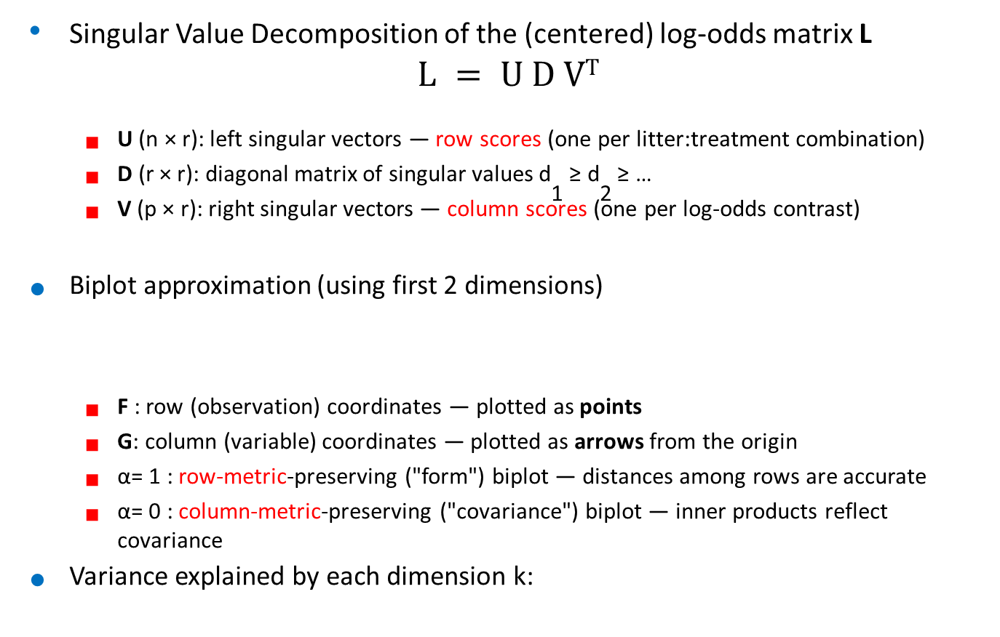 • Singular Value Decomposition of the (centered) log-odds matrix L
L = U D Vᵀ
■ U (n × r): left singular vectors — row scores (one per litter:treatment combination)
■ D (r × r): diagonal matrix of singular values d₁ ≥ d₂ ≥ ...
■ V (p × r): right singular vectors — column scores (one per log-odds contrast)
• Biplot approximation (using first 2 dimensions)
■ F : row (observation) coordinates — plotted as points
■ G: column (variable) coordinates — plotted as arrows from the origin
■ α= 1 : row-metric-preserving ("form") biplot — distances among rows are accurate
■ α= 0 : column-metric-preserving ("covariance") biplot — inner products reflect
covariance
• Variance explained by each dimension k: